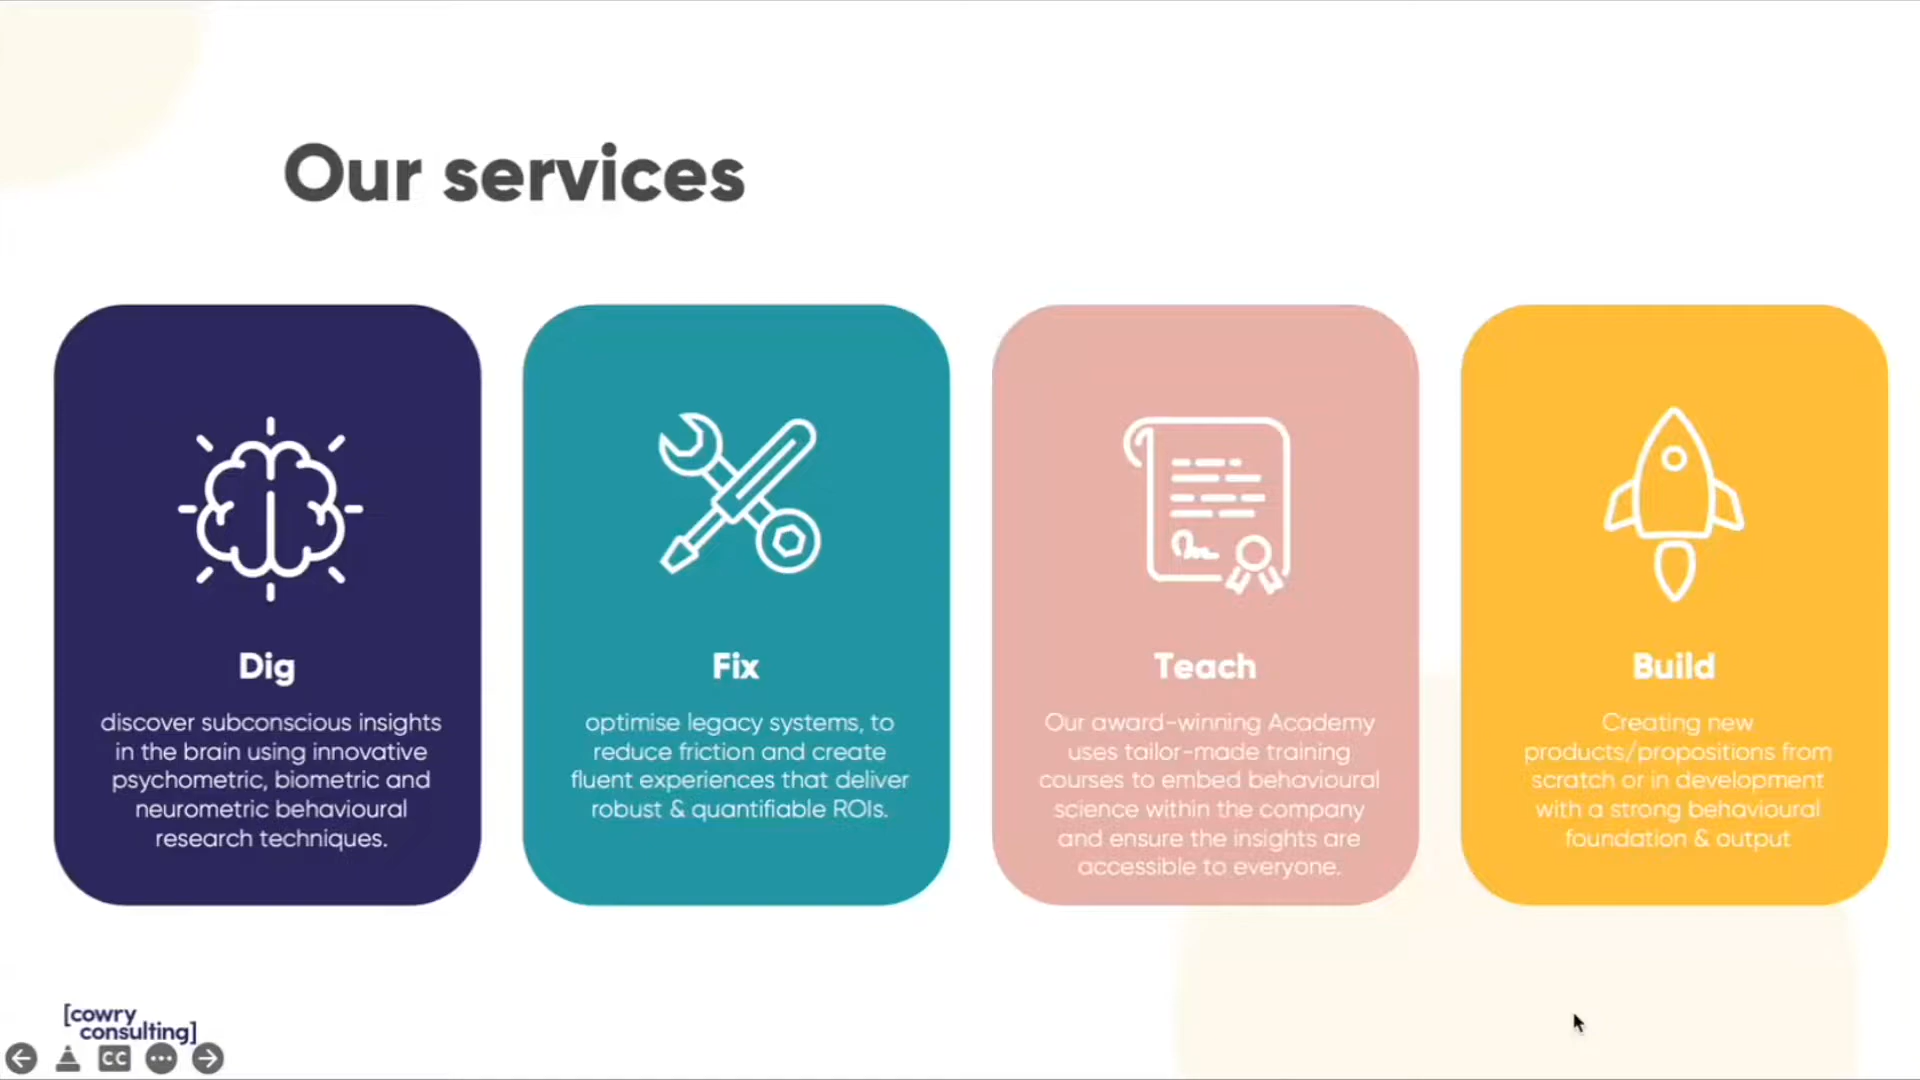 Our services
Dig
discover subconscious insights
in the brain using innovative
psychometric, biometric and
neurometric behavioural
research techniques.
Fix
optimise legacy systems, to
reduce friction and create
fluent experiences that deliver
robust & quantifiable ROIs.
Teach
Our award-winning Academy
uses tailor-made training
courses to embed behavioural
science within the company
and ensure the insights are
accessible to everyone.
Build
Creating new
products/propositions from
scratch or in development
with a strong behavioural
foundation & output
[cowry
consulting]
CC